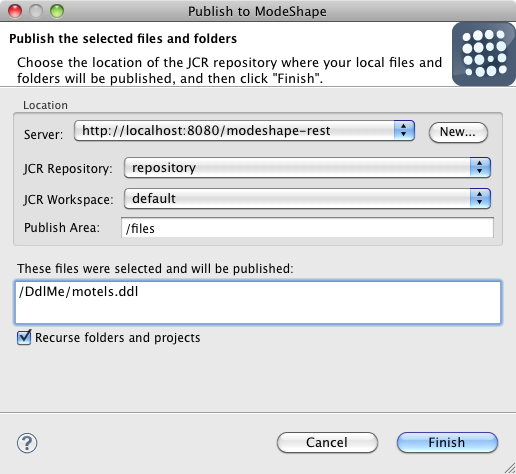 Publish to ModeShape
Publish the selected files and folders
Choose the location of the JCR repository where your local files and
folders will be published, and then click "Finish".
Location
Server: http://localhost:8080/modeshape-rest New...
JCR Repository: repository
JCR Workspace: default
Publish Area: /files
These files were selected and will be published:
/DdlMe/motels.ddl
Recurse folders and projects
? Cancel Finish